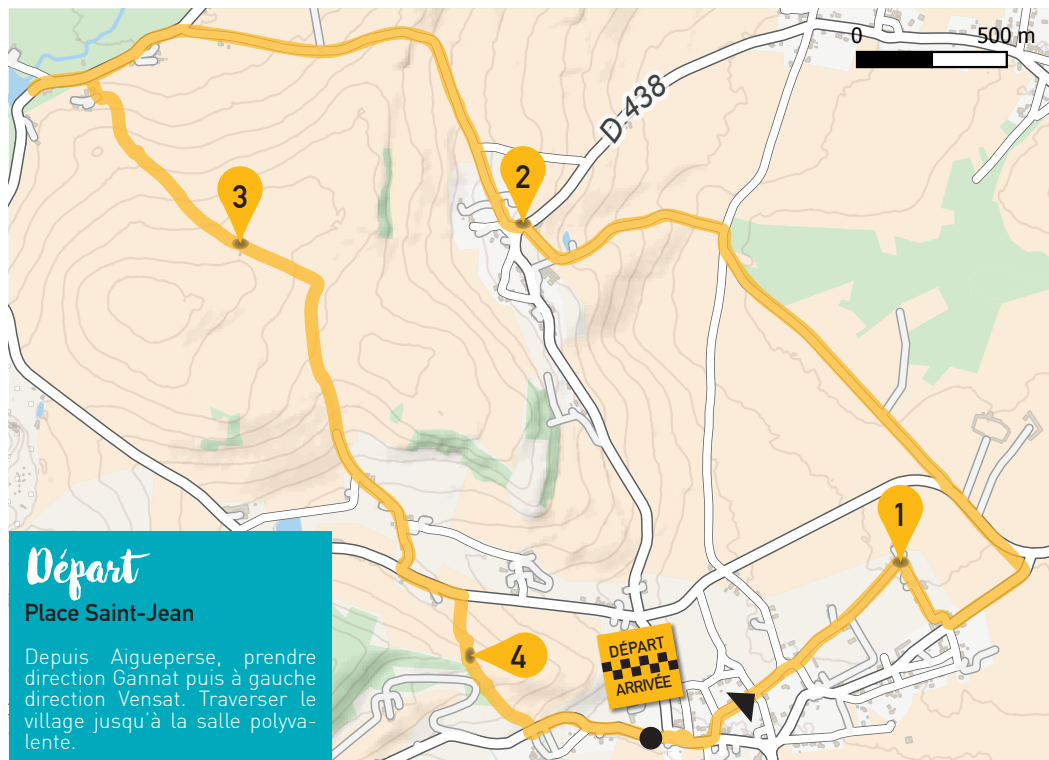 0 500 m
D 438
2
3
1
DÉPART
ARRIVÉE
4
Départ
Place Saint-Jean
Depuis Aigueperse, prendre
direction Gannat puis à gauche
direction Vensat. Traverser le
village jusqu'à la salle polyva-
lente.